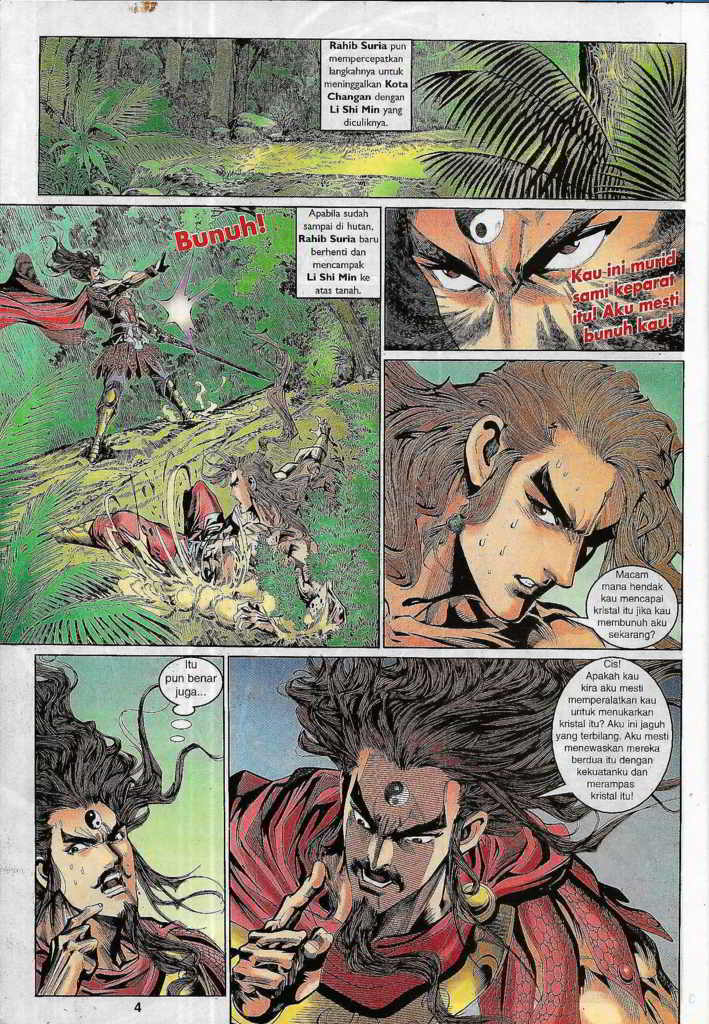 Rahib Suria pun
mempercepatkan
langkahnya untuk
meninggalkan Kota
Changan dengan
Li Shi Min yang
diculiknya.
Bunuh!
Apabila sudah
sampai di hutan,
Rahib Suria baru
berhenti dan
mencampak
Li Shi Min ke
atas tanah.
Kau ini murid
sami keparat
itu! Aku mesti
bunuh kau!
Macam
mana hendak
kau mencapai
kristal itu jika kau
membunuh aku
sekarang?
Itu
pun benar
juga...
Cis!
Apakah kau
kira aku mesti
memperalatkan kau
untuk menukarkan
kristal itu? Aku ini jaguh
yang terbilang. Aku mesti
menewaskan mereka
berdua itu dengan
kekuatanku dan
merampas
kristal itu!
4